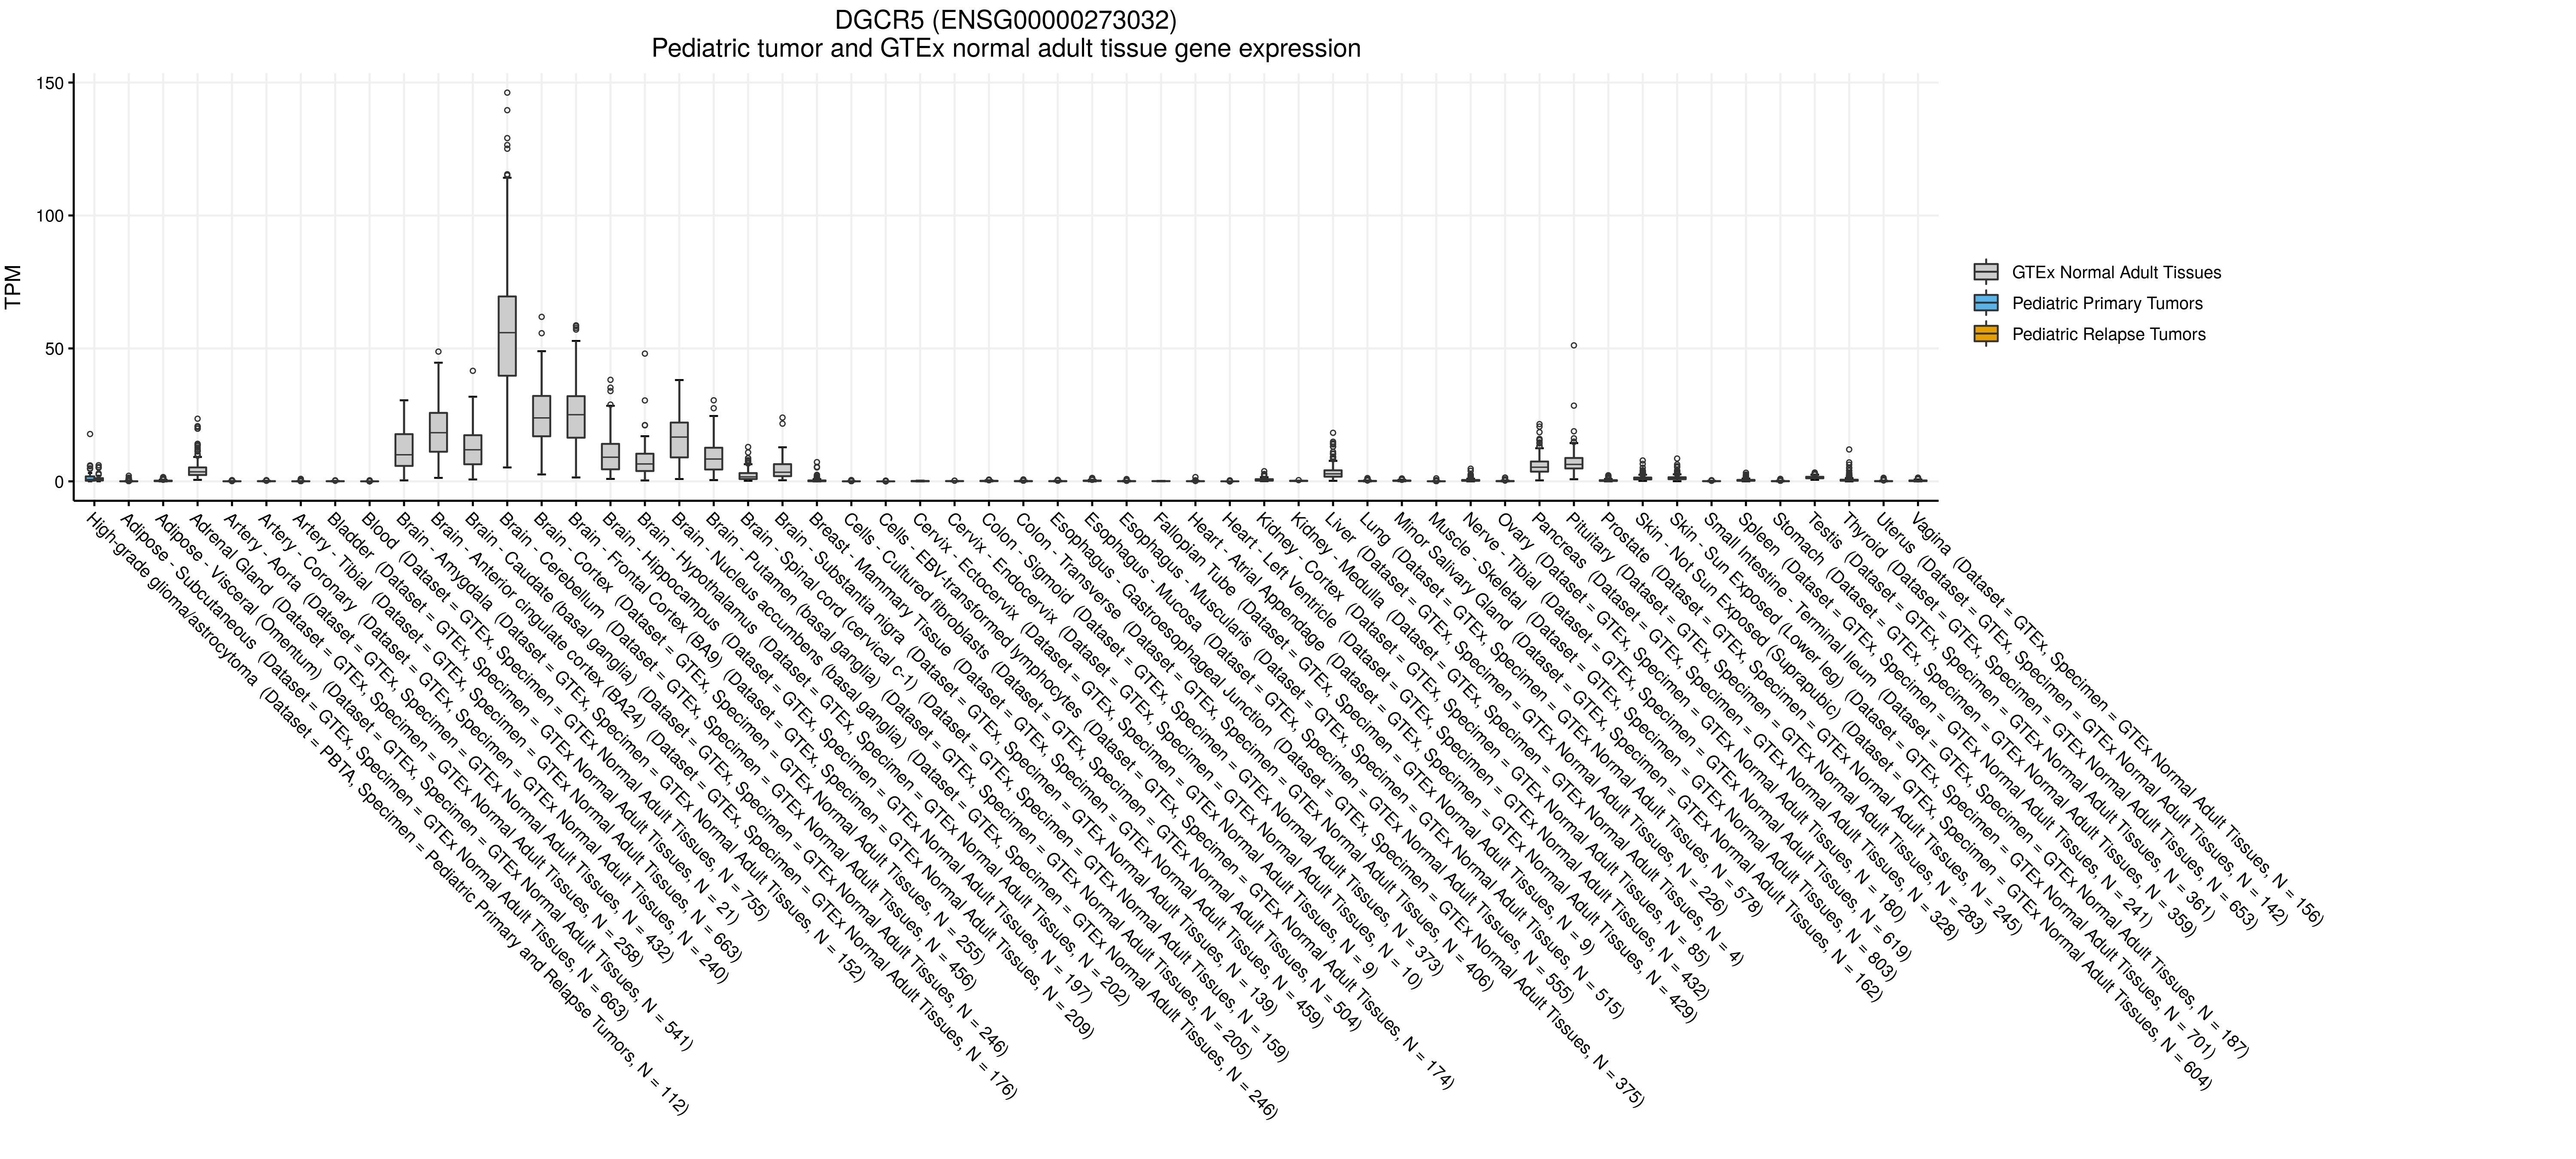 DGCR5 (ENSG00000273032)
Pediatric tumor and GTEx normal adult tissue gene expression
TPM
150
100
50
0
High-grade glioma/astrocytoma (Dataset = PBTA, Specimen = Pediatric Primary and Relapse Tumors, N = 112)
Adipose - Subcutaneous (Dataset = GTEx, Specimen = GTEx Normal Adult Tissues, N = 663)
Adipose - Visceral (Omentum) (Dataset = GTEx, Specimen = GTEx Normal Adult Tissues, N = 541)
Adrenal Gland (Dataset = GTEx, Specimen = GTEx Normal Adult Tissues, N = 258)
Artery - Aorta (Dataset = GTEx, Specimen = GTEx Normal Adult Tissues, N = 432)
Artery - Coronary (Dataset = GTEx, Specimen = GTEx Normal Adult Tissues, N = 240)
Artery - Tibial (Dataset = GTEx, Specimen = GTEx Normal Adult Tissues, N = 663)
Bladder (Dataset = GTEx, Specimen = GTEx Normal Adult Tissues, N = 21)
Blood (Dataset = GTEx, Specimen = GTEx Normal Adult Tissues, N = 755)
Brain - Amygdala (Dataset = GTEx, Specimen = GTEx Normal Adult Tissues, N = 152)
Brain - Anterior cingulate cortex (BA24) (Dataset = GTEx, Specimen = GTEx Normal Adult Tissues, N = 176)
Brain - Caudate (basal ganglia) (Dataset = GTEx, Specimen = GTEx Normal Adult Tissues, N = 246)
Brain - Cerebellum (Dataset = GTEx, Specimen = GTEx Normal Adult Tissues, N = 456)
Brain - Cortex (Dataset = GTEx, Specimen = GTEx Normal Adult Tissues, N = 255)
Brain - Frontal Cortex (BA9) (Dataset = GTEx, Specimen = GTEx Normal Adult Tissues, N = 209)
Brain - Hippocampus (Dataset = GTEx, Specimen = GTEx Normal Adult Tissues, N = 197)
Brain - Hypothalamus (Dataset = GTEx, Specimen = GTEx Normal Adult Tissues, N = 202)
Brain - Nucleus accumbens (basal ganglia) (Dataset = GTEx, Specimen = GTEx Normal Adult Tissues, N = 246)
Brain - Putamen (basal ganglia) (Dataset = GTEx, Specimen = GTEx Normal Adult Tissues, N = 205)
Brain - Spinal cord (cervical c-1) (Dataset = GTEx, Specimen = GTEx Normal Adult Tissues, N = 159)
Brain - Substantia nigra (Dataset = GTEx, Specimen = GTEx Normal Adult Tissues, N = 139)
Breast - Mammary Tissue (Dataset = GTEx, Specimen = GTEx Normal Adult Tissues, N = 459)
Cells - Cultured fibroblasts (Dataset = GTEx, Specimen = GTEx Normal Adult Tissues, N = 504)
Cells - EBV-transformed lymphocytes (Dataset = GTEx, Specimen = GTEx Normal Adult Tissues, N = 174)
Cervix - Ectocervix (Dataset = GTEx, Specimen = GTEx Normal Adult Tissues, N = 9)
Cervix - Endocervix (Dataset = GTEx, Specimen = GTEx Normal Adult Tissues, N = 10)
Colon - Sigmoid (Dataset = GTEx, Specimen = GTEx Normal Adult Tissues, N = 373)
Colon - Transverse (Dataset = GTEx, Specimen = GTEx Normal Adult Tissues, N = 406)
Esophagus - Gastroesophageal Junction (Dataset = GTEx, Specimen = GTEx Normal Adult Tissues, N = 375)
Esophagus - Mucosa (Dataset = GTEx, Specimen = GTEx Normal Adult Tissues, N = 555)
Esophagus - Muscularis (Dataset = GTEx, Specimen = GTEx Normal Adult Tissues, N = 515)
Fallopian Tube (Dataset = GTEx, Specimen = GTEx Normal Adult Tissues, N = 9)
Heart - Atrial Appendage (Dataset = GTEx, Specimen = GTEx Normal Adult Tissues, N = 429)
Heart - Left Ventricle (Dataset = GTEx, Specimen = GTEx Normal Adult Tissues, N = 432)
Kidney - Cortex (Dataset = GTEx, Specimen = GTEx Normal Adult Tissues, N = 85)
Kidney - Medulla (Dataset = GTEx, Specimen = GTEx Normal Adult Tissues, N = 4)
Liver (Dataset = GTEx, Specimen = GTEx Normal Adult Tissues, N = 226)
Lung (Dataset = GTEx, Specimen = GTEx Normal Adult Tissues, N = 578)
Minor Salivary Gland (Dataset = GTEx, Specimen = GTEx Normal Adult Tissues, N = 162)
Muscle - Skeletal (Dataset = GTEx, Specimen = GTEx Normal Adult Tissues, N = 803)
Nerve - Tibial (Dataset = GTEx, Specimen = GTEx Normal Adult Tissues, N = 619)
Ovary (Dataset = GTEx, Specimen = GTEx Normal Adult Tissues, N = 180)
Pancreas (Dataset = GTEx, Specimen = GTEx Normal Adult Tissues, N = 328)
Pituitary (Dataset = GTEx, Specimen = GTEx Normal Adult Tissues, N = 283)
Prostate (Dataset = GTEx, Specimen = GTEx Normal Adult Tissues, N = 245)
Skin - Not Sun Exposed (Suprapubic) (Dataset = GTEx, Specimen = GTEx Normal Adult Tissues, N = 604)
Skin - Sun Exposed (Lower leg) (Dataset = GTEx, Specimen = GTEx Normal Adult Tissues, N = 701)
Small Intestine - Terminal Ileum (Dataset = GTEx, Specimen = GTEx Normal Adult Tissues, N = 187)
Spleen (Dataset = GTEx, Specimen = GTEx Normal Adult Tissues, N = 241)
Stomach (Dataset = GTEx, Specimen = GTEx Normal Adult Tissues, N = 359)
Testis (Dataset = GTEx, Specimen = GTEx Normal Adult Tissues, N = 361)
Thyroid (Dataset = GTEx, Specimen = GTEx Normal Adult Tissues, N = 653)
Uterus (Dataset = GTEx, Specimen = GTEx Normal Adult Tissues, N = 142)
Vagina (Dataset = GTEx, Specimen = GTEx Normal Adult Tissues, N = 156)
GTEx Normal Adult Tissues
Pediatric Primary Tumors
Pediatric Relapse Tumors